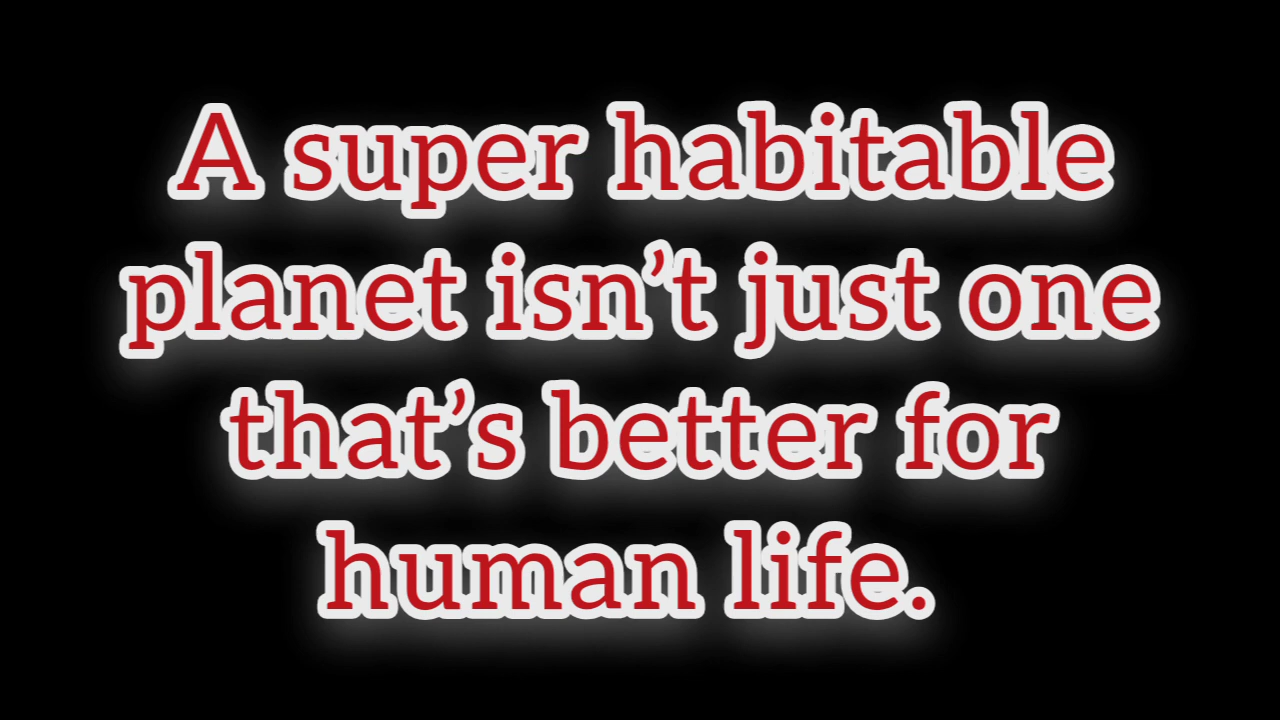 A super habitable
planet isn’t just one
that’s better for
human life.